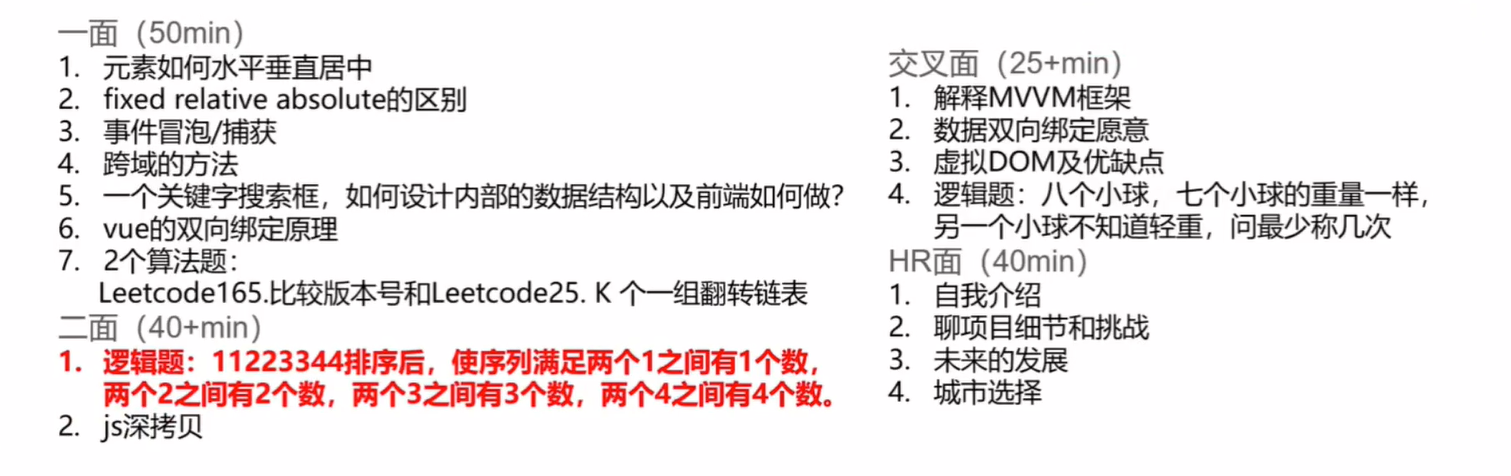 一面（50min）
1. 元素如何水平垂直居中
2. fixed relative absolute的区别
3. 事件冒泡/捕获
4. 跨域的方法
5. 一个关键字搜索框，如何设计内部的数据结构以及前端如何做？
6. vue的双向绑定原理
7. 2个算法题：
Leetcode165.比较版本号和Leetcode25. K 个一组翻转链表
二面（40+min）
1. 逻辑题：11223344排序后，使序列满足两个1之间有1个数，
两个2之间有2个数，两个3之间有3个数，两个4之间有4个数。
2. js深拷贝
交叉面（25+min）
1. 解释MVVM框架
2. 数据双向绑定愿意
3. 虚拟DOM及优缺点
4. 逻辑题：八个小球，七个小球的重量一样，
另一个小球不知道轻重，问最少称几次
HR面（40min）
1. 自我介绍
2. 聊项目细节和挑战
3. 未来的发展
4. 城市选择